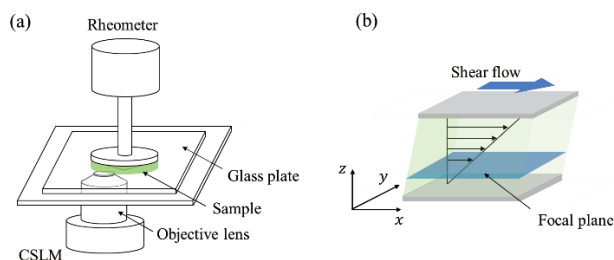 (a)
Rheometer
Glass plate
Sample
Objective lens
CSLM
(b)
Shear flow
z
y
x
Focal plane